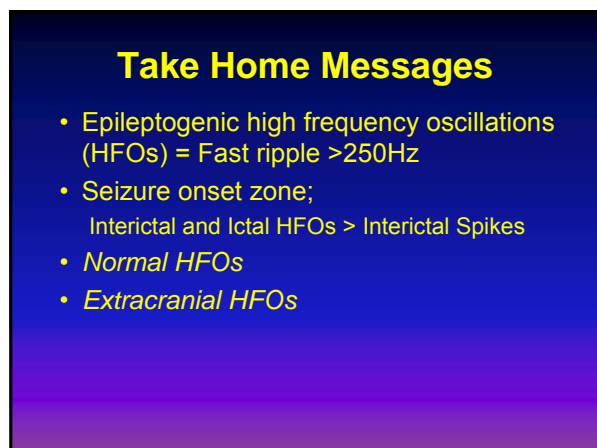 Take Home Messages
• Epileptogenic high frequency oscillations
(HFOs) = Fast ripple >250Hz
• Seizure onset zone;
Interictal and Ictal HFOs > Interictal Spikes
• Normal HFOs
• Extracranial HFOs